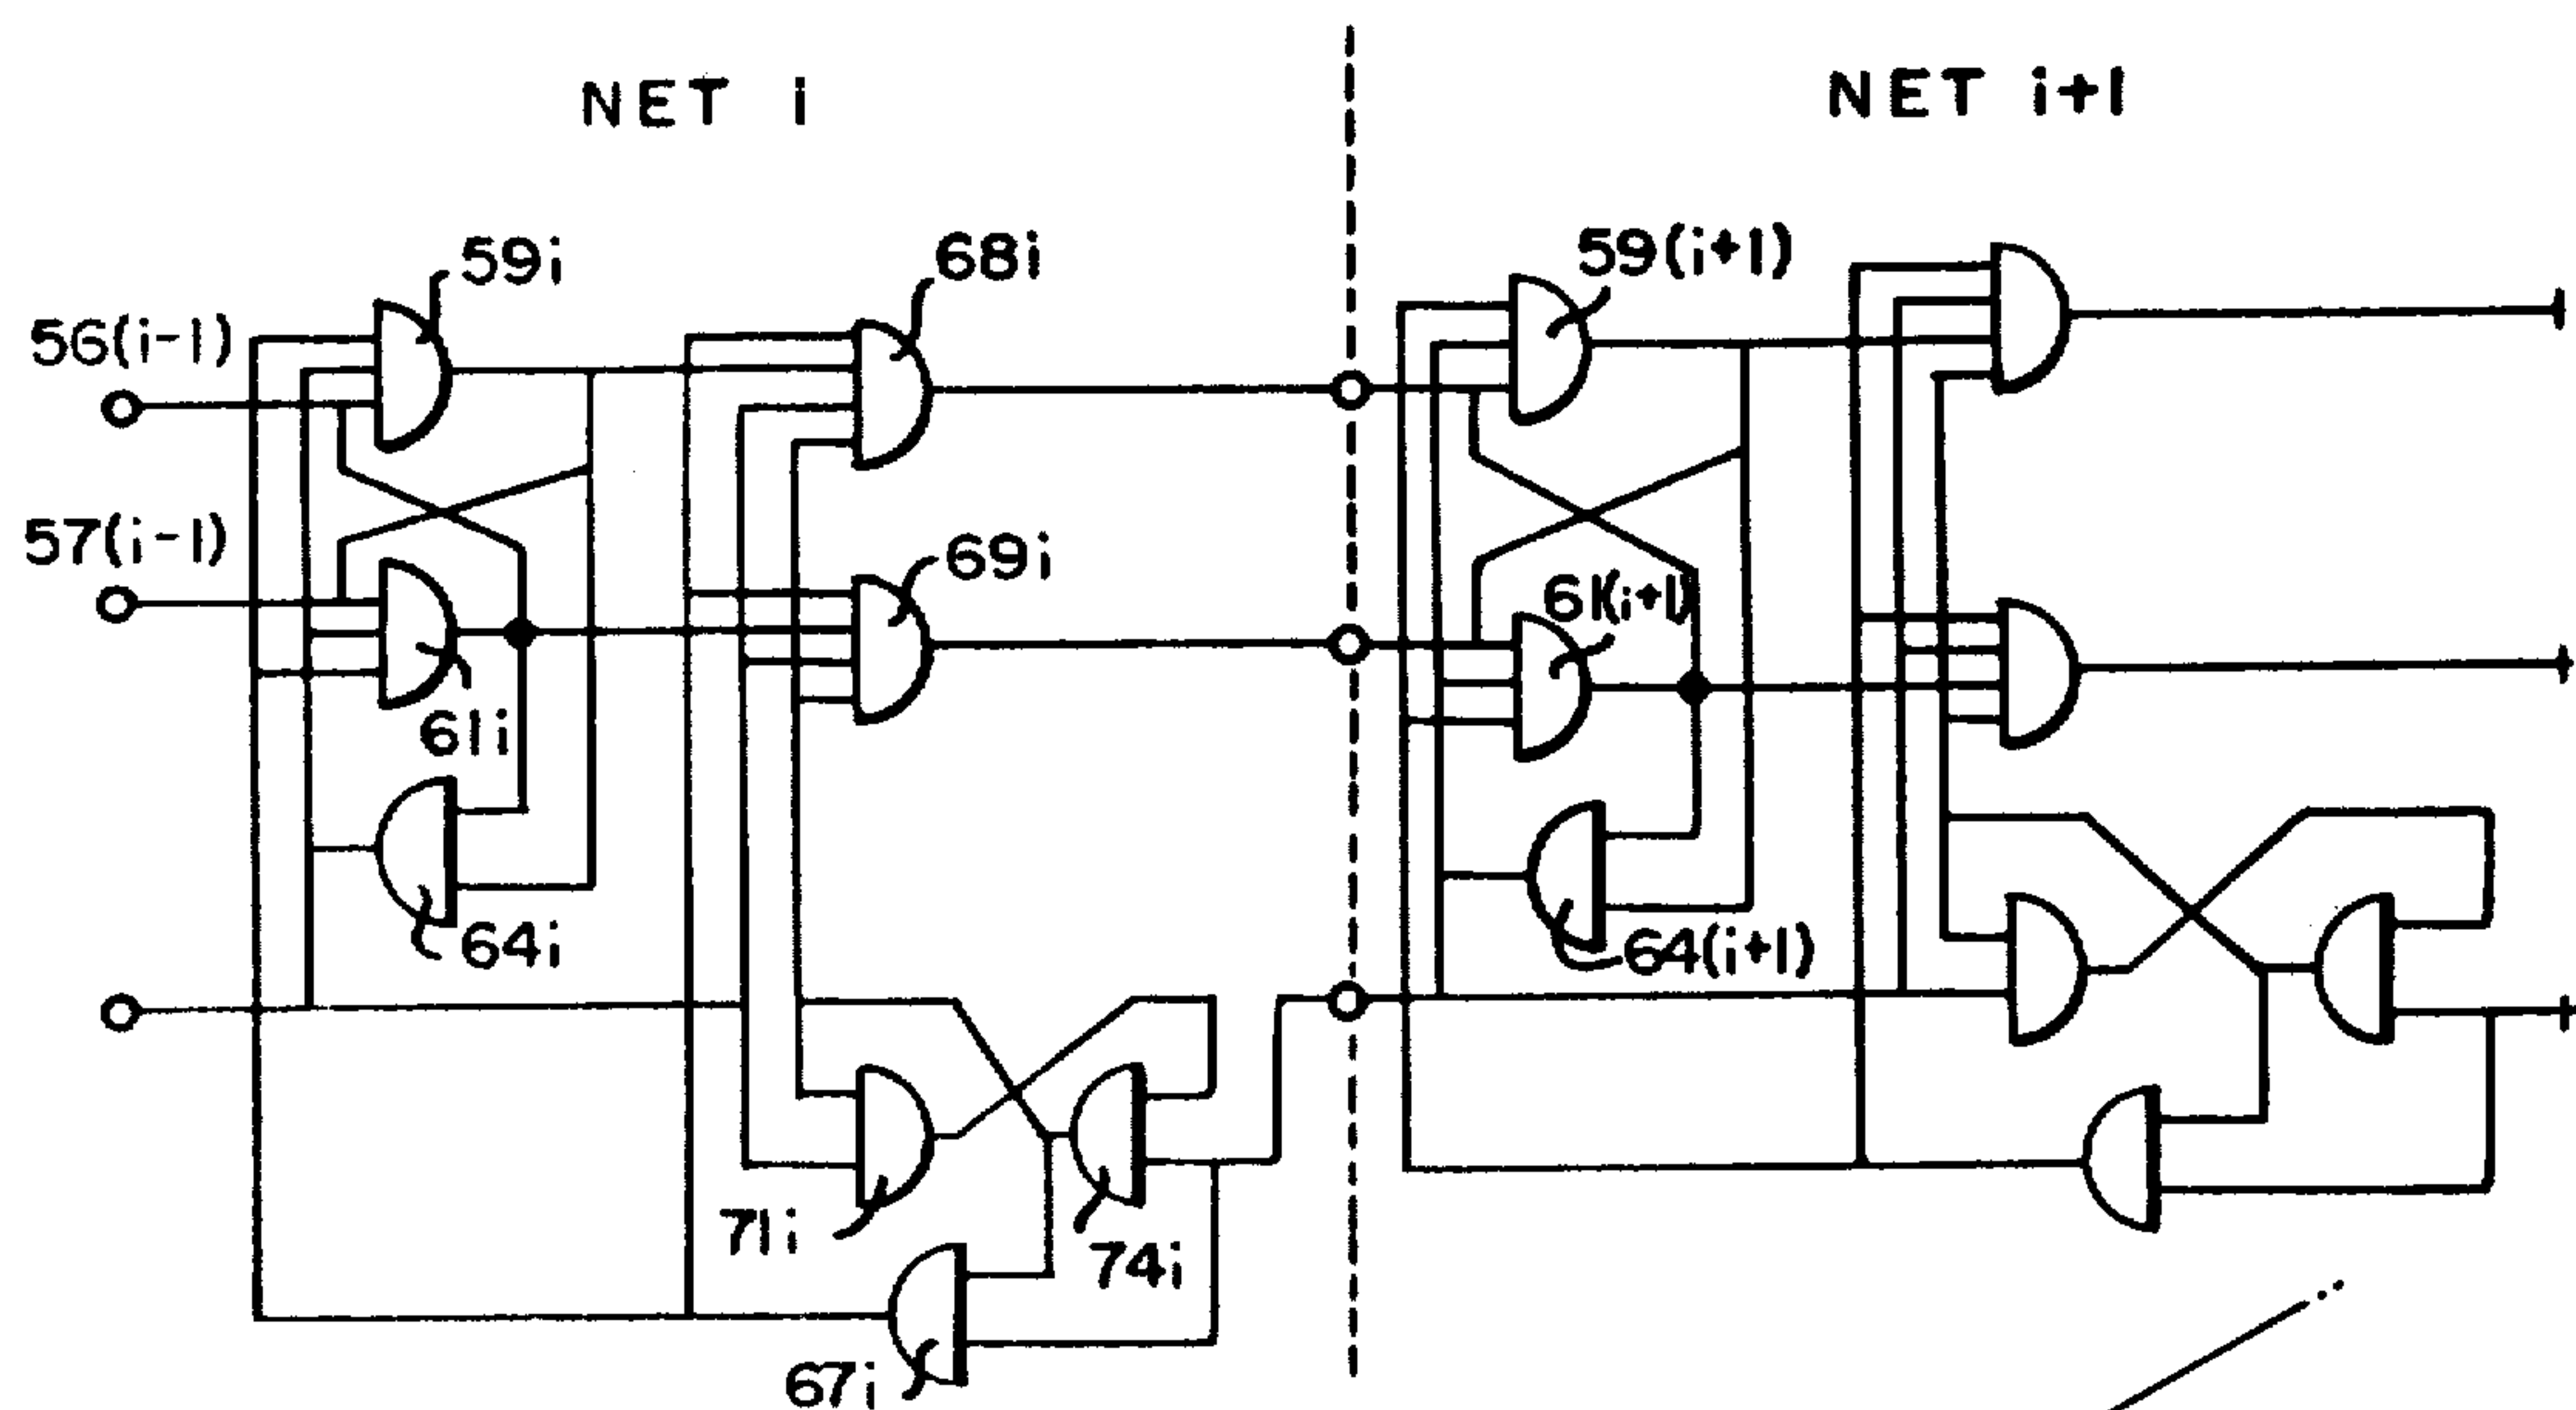 NET i
NET i+1
59i
68i
59(i+1)
56(i-1)
57(i-1)
69i
61(i+1)
61i
64i
64(i+1)
71i
74i
67i